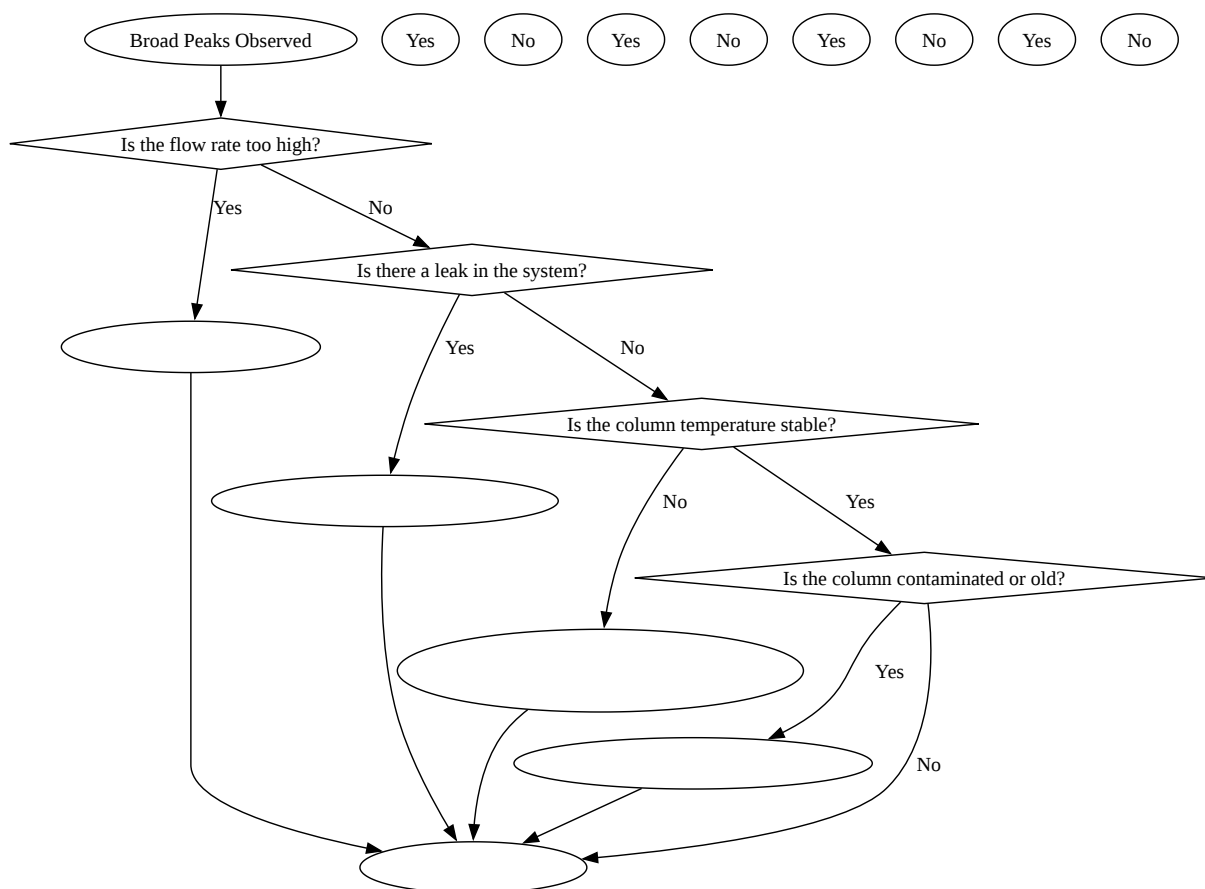 Broad Peaks Observed
Yes
No
Yes
No
Yes
No
Yes
No
Is the flow rate too high?
Yes
No
Is there a leak in the system?
Yes
No
Is the column temperature stable?
No
Yes
Is the column contaminated or old?
Yes
No